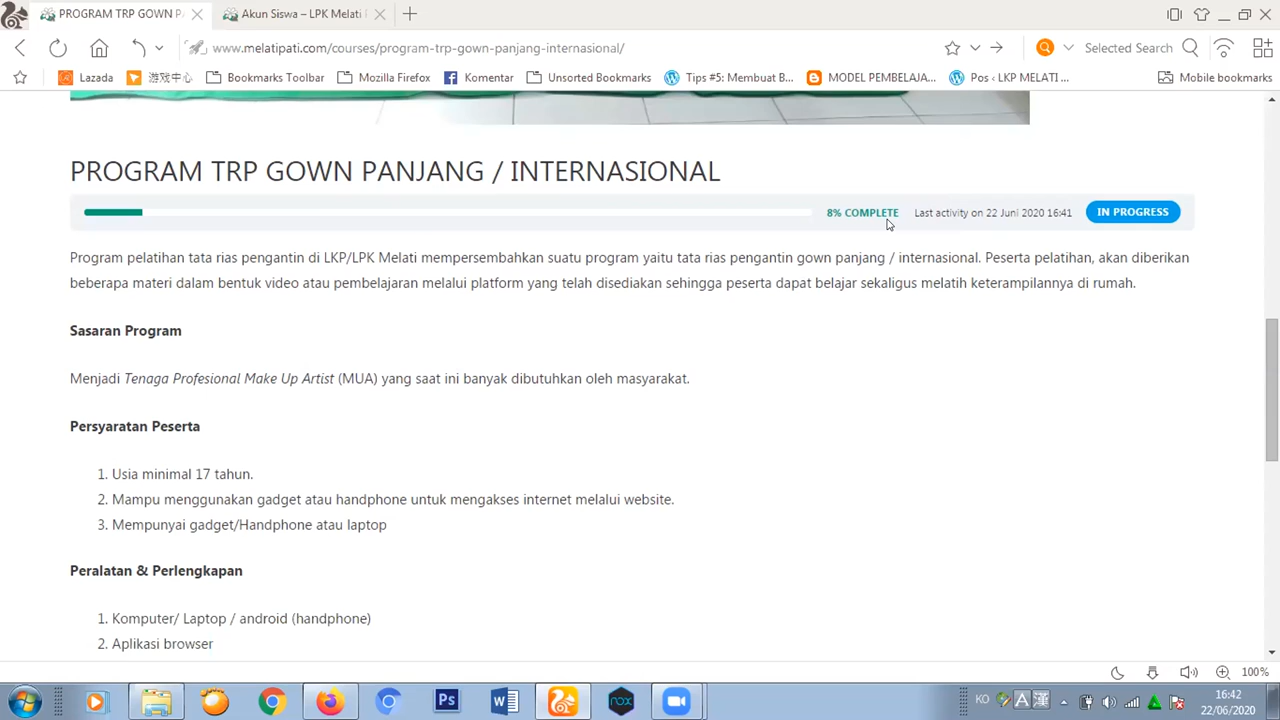 PROGRAM TRP GOWN PA
Akun Siswa – LPK Melati
www.melatipati.com/courses/program-trp-gown-panjang-internasional/
Selected Search
Lazada
游戏中心
Bookmarks Toolbar
Mozilla Firefox
Komentar
Unsorted Bookmarks
Tips #5: Membuat B...
MODEL PEMBELAJA...
Pos ‹ LKP MELATI ...
Mobile bookmarks
PROGRAM TRP GOWN PANJANG / INTERNASIONAL
8% COMPLETE
Last activity on 22 Juni 2020 16:41
IN PROGRESS
Program pelatihan tata rias pengantin di LKP/LPK Melati mempersembahkan suatu program yaitu tata rias pengantin gown panjang / internasional. Peserta pelatihan, akan diberikan
beberapa materi dalam bentuk video atau pembelajaran melalui platform yang telah disediakan sehingga peserta dapat belajar sekaligus melatih keterampilannya di rumah.
Sasaran Program
Menjadi Tenaga Profesional Make Up Artist (MUA) yang saat ini banyak dibutuhkan oleh masyarakat.
Persyaratan Peserta
1. Usia minimal 17 tahun.
2. Mampu menggunakan gadget atau handphone untuk mengakses internet melalui website.
3. Mempunyai gadget/Handphone atau laptop
Peralatan & Perlengkapan
1. Komputer/ Laptop / android (handphone)
2. Aplikasi browser
100%
Ps
nox
KO
A
漢
16:42
22/06/2020